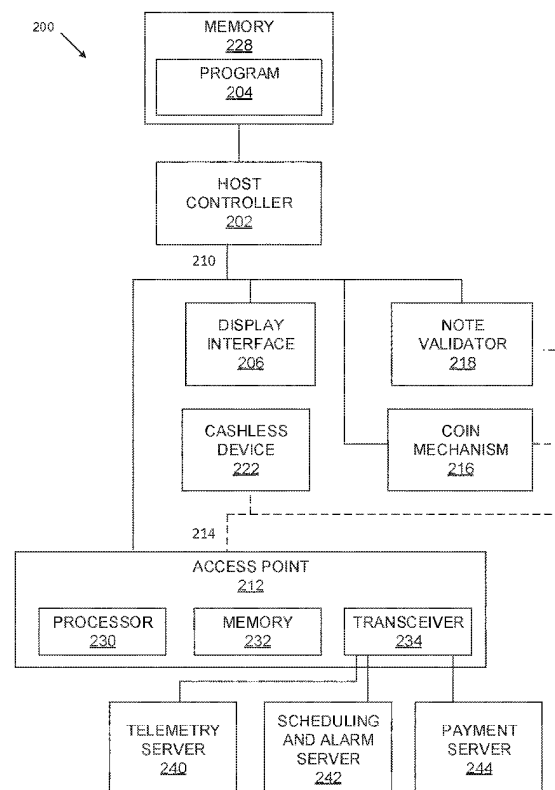 200
MEMORY
228
PROGRAM
204
HOST
CONTROLLER
202
210
DISPLAY
INTERFACE
206
NOTE
VALIDATOR
218
CASHLESS
DEVICE
222
COIN
MECHANISM
216
214
ACCESS POINT
212
PROCESSOR
230
MEMORY
232
TRANSCEIVER
234
TELEMETRY
SERVER
240
SCHEDULING
AND ALARM
SERVER
242
PAYMENT
SERVER
244